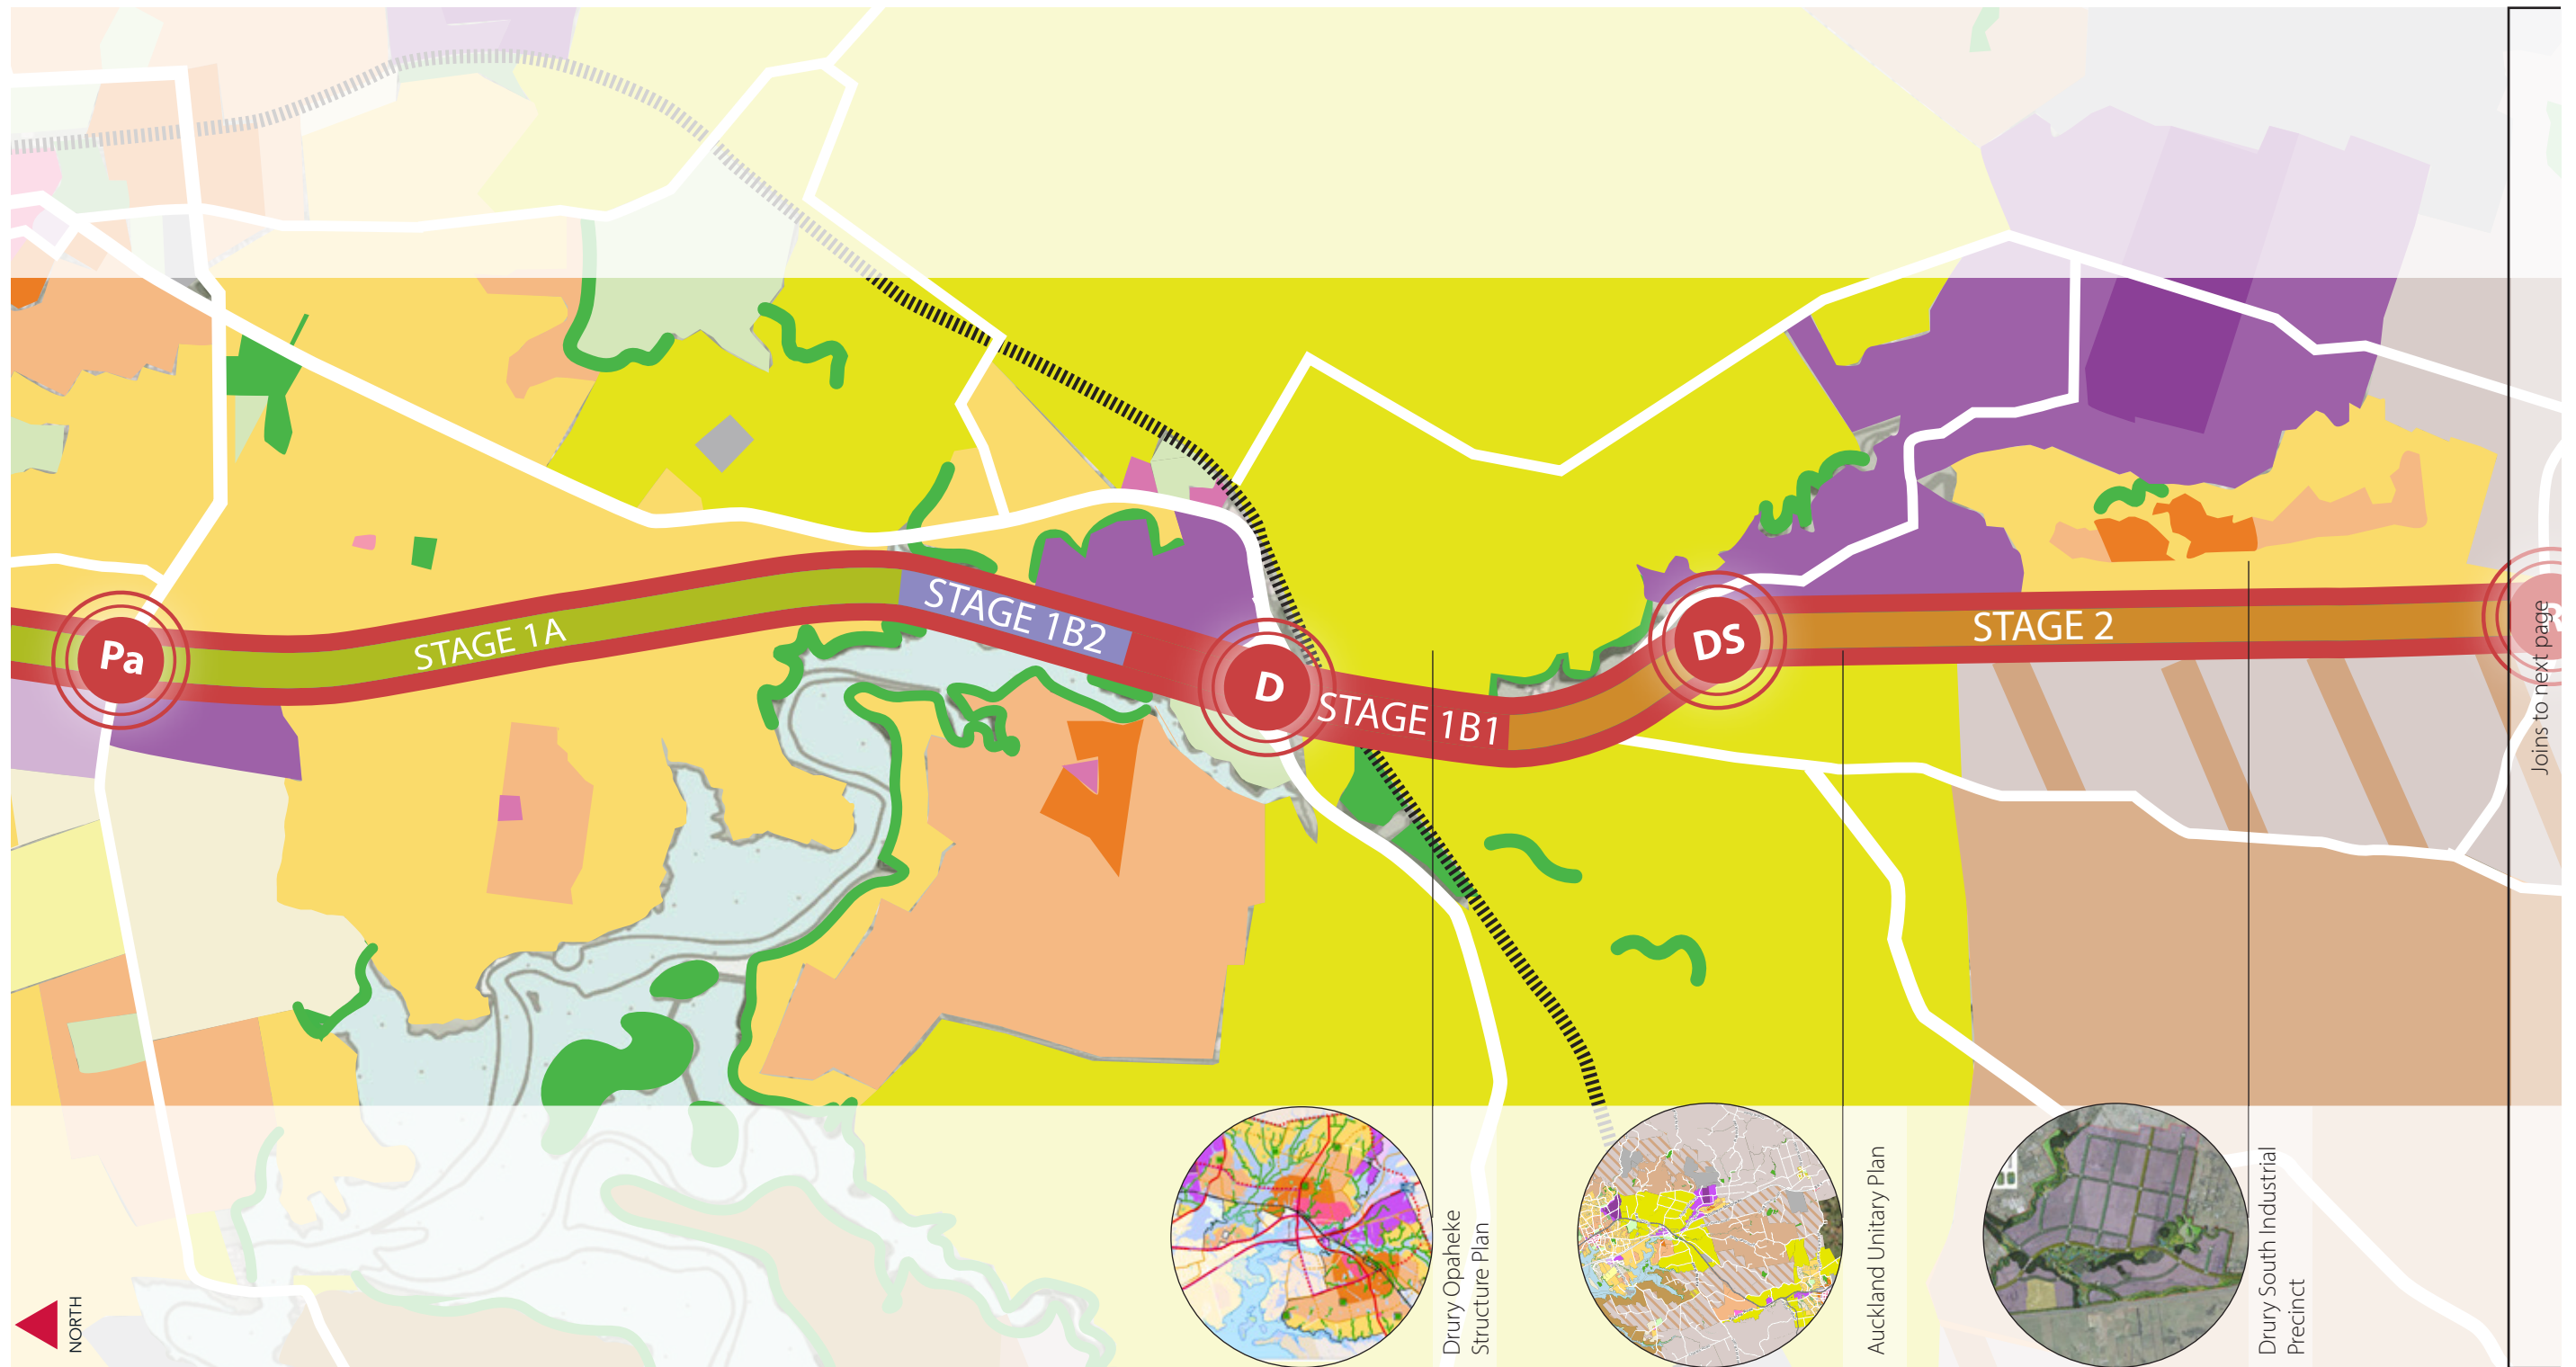 Pa
STAGE 1A
STAGE 1B2
D
STAGE 1B1
DS
STAGE 2
Joins to next page
NORTH
Drury Opaheke
Structure Plan
Auckland Unitary Plan
Drury South Industrial
Precinct